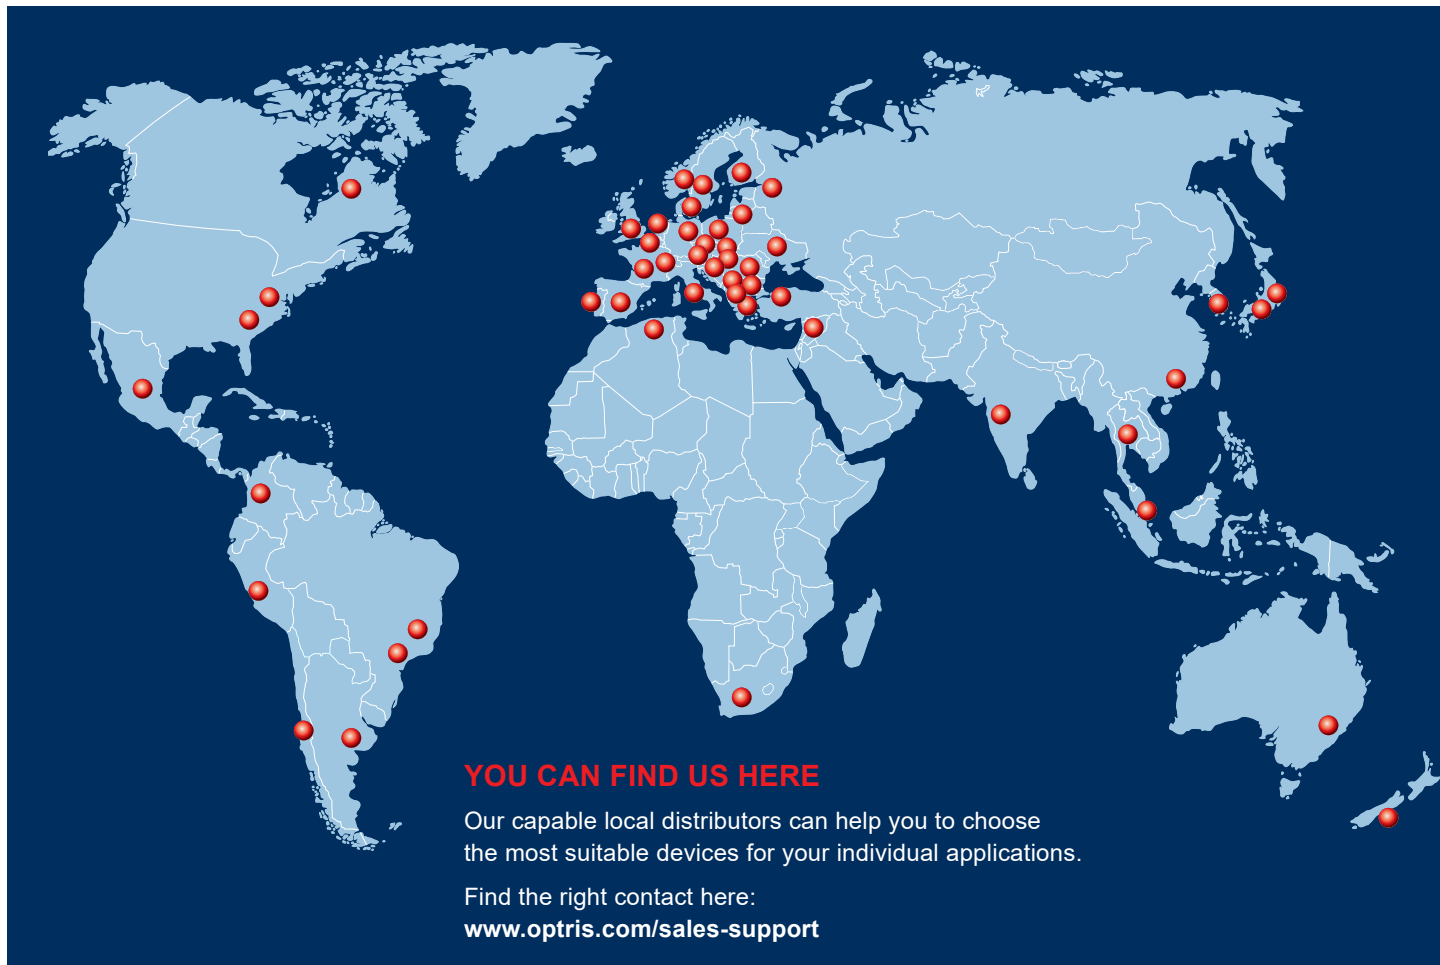 YOU CAN FIND US HERE
Our capable local distributors can help you to choose
the most suitable devices for your individual applications.
Find the right contact here:
www.optris.com/sales-support